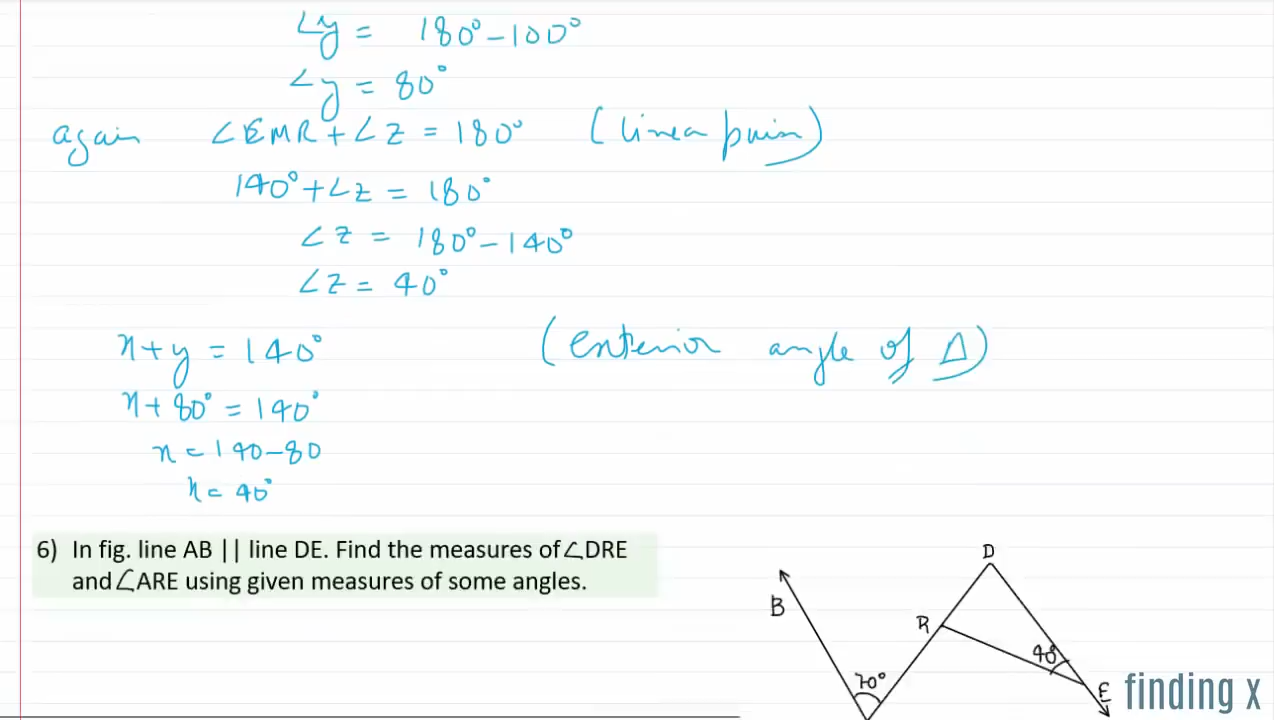 ∠y = 180° - 100°
∠y = 80°
again ∠EMR + ∠Z = 180° (linear pair)
140° + ∠Z = 180°
∠Z = 180° - 140°
∠Z = 40°
x + y = 140° (exterior angle of Δ)
x + 80° = 140°
x = 140 - 80
x = 40°
6) In fig. line AB || line DE. Find the measures of ∠DRE
and ∠ARE using given measures of some angles.
D
B
R
40°
70°
E
finding x